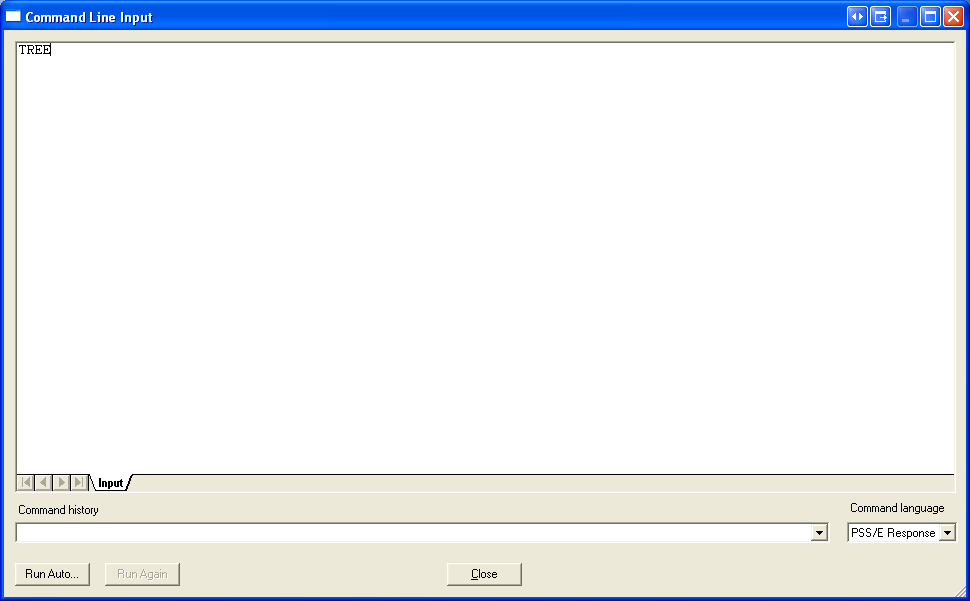 Command Line Input
TREE
Input
Command history
Command language
PSS/E Response
Run Auto...
Run Again
Close